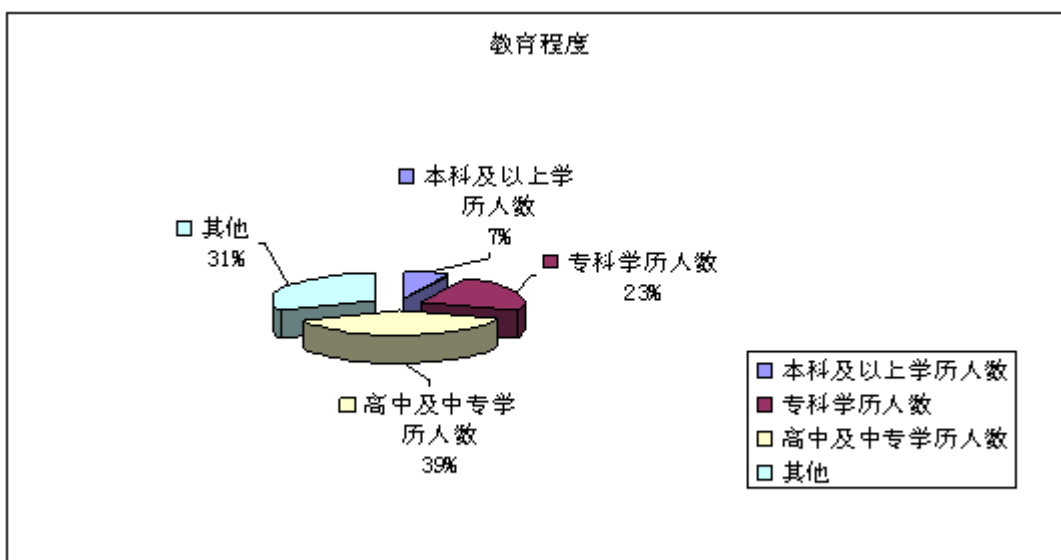 教育程度
本科及以上学
历人数
7%
其他
31%
专科学历人数
23%
高中及中专学
历人数
39%
本科及以上学历人数
专科学历人数
高中及中专学历人数
其他